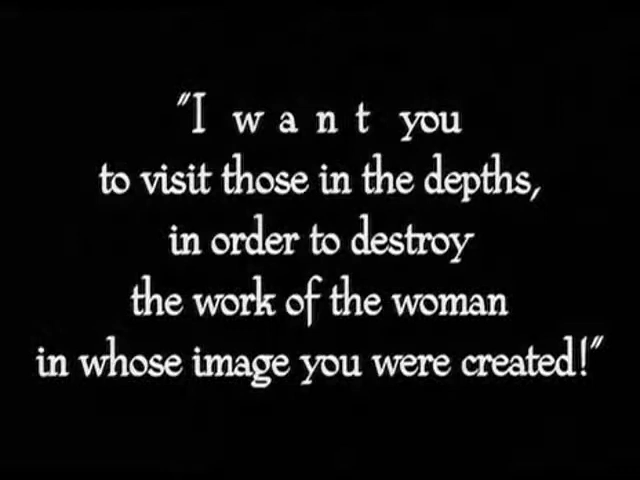 "I want you
to visit those in the depths,
in order to destroy
the work of the woman
in whose image you were created!"